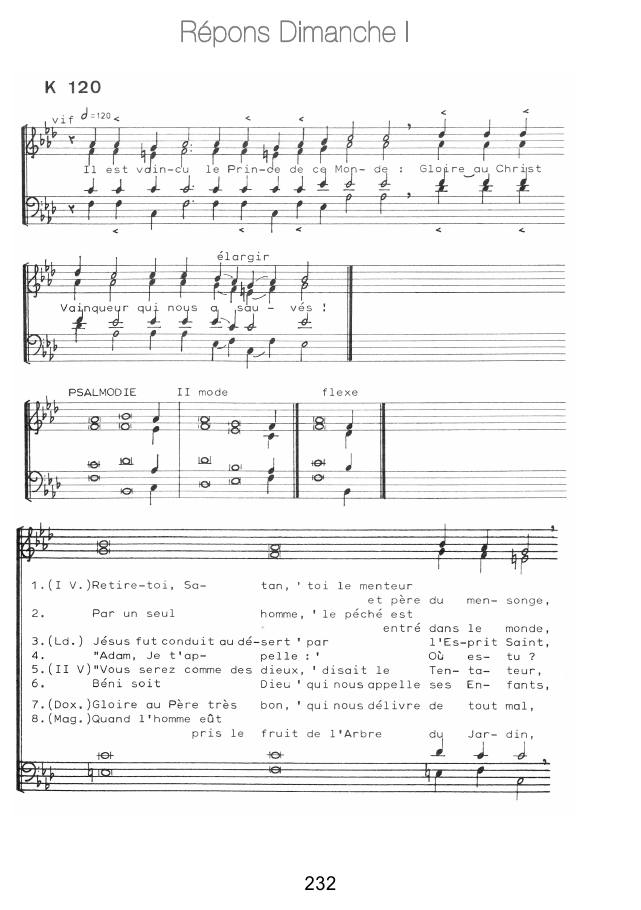 Répons Dimanche I
K 120
vif =120
Il est vain-cu le Prin-ce de ce Mon-de : Gloire au Christ
élargir
Vainqueur qui nous a sau - vés !
PSALMODIE II mode flexe
1.(I V.)Retire-toi, Sa- tan, ' toi le menteur
et père du men- songe,
2. Par un seul homme, ' le péché est
entré dans le monde,
3.(Ld.) Jésus fut conduit au dé-sert ' par l'Es-prit Saint,
4. "Adam, Je t'ap- pelle : ' Où es- tu ?
5.(II V)"Vous serez comme des dieux, ' disait le Ten- ta- teur,
6. Béni soit Dieu ' qui nous appelle ses En- fants,
7.(Dox.)Gloire au Père très bon, ' qui nous délivre de tout mal,
8.(Mag.)Quand l'homme eût
pris le fruit de l'Arbre du Jar- din,
232